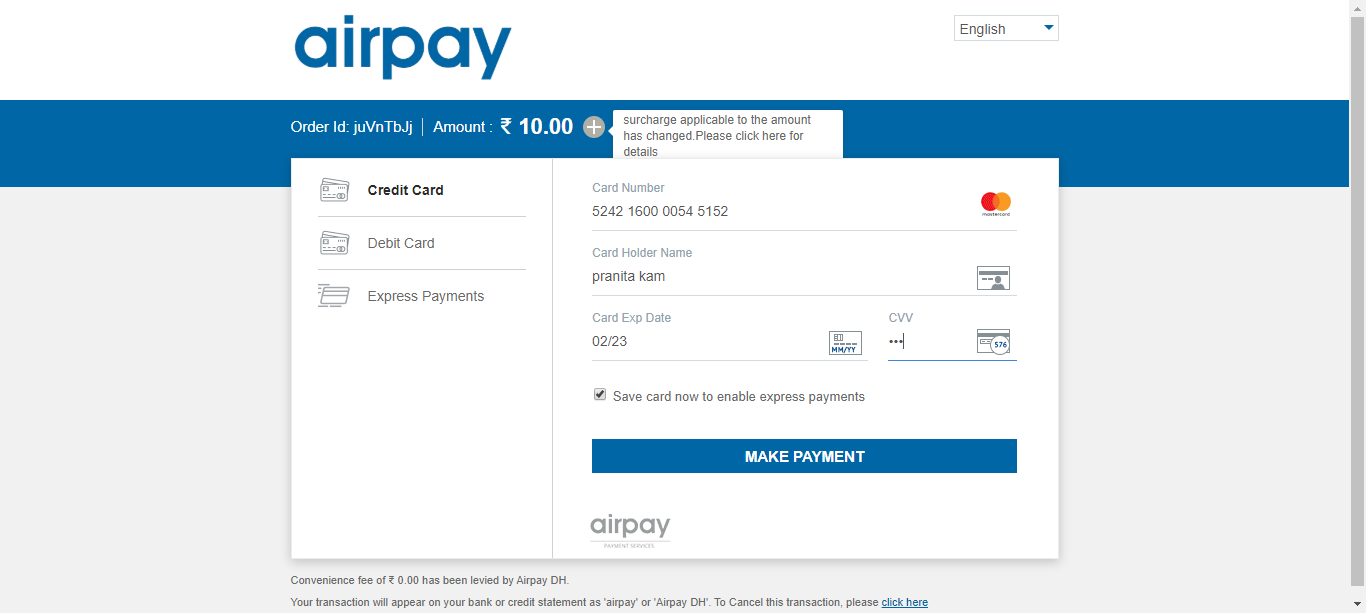 airpay
English
Order Id: juVnTbJj | Amount : ₹ 10.00
surcharge applicable to the amount
has changed.Please click here for
details
Credit Card
Debit Card
Express Payments
Card Number
5242 1600 0054 5152
mastercard
Card Holder Name
pranita kam
Card Exp Date
02/23
MM/YY
CVV
•••
576
Save card now to enable express payments
MAKE PAYMENT
airpay
PAYMENT SERVICES
Convenience fee of ₹ 0.00 has been levied by Airpay DH.
Your transaction will appear on your bank or credit statement as 'airpay' or 'Airpay DH'. To Cancel this transaction, please click here